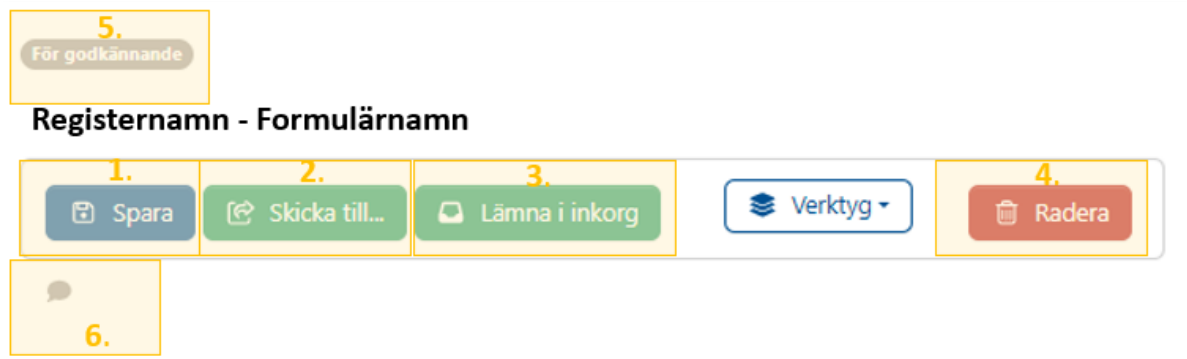 5.
För godkännande
Registernamn - Formulärnamn
1. 2. 3. 4.
Spara Skicka till... Lämna i inkorg Verktyg Radera
6.